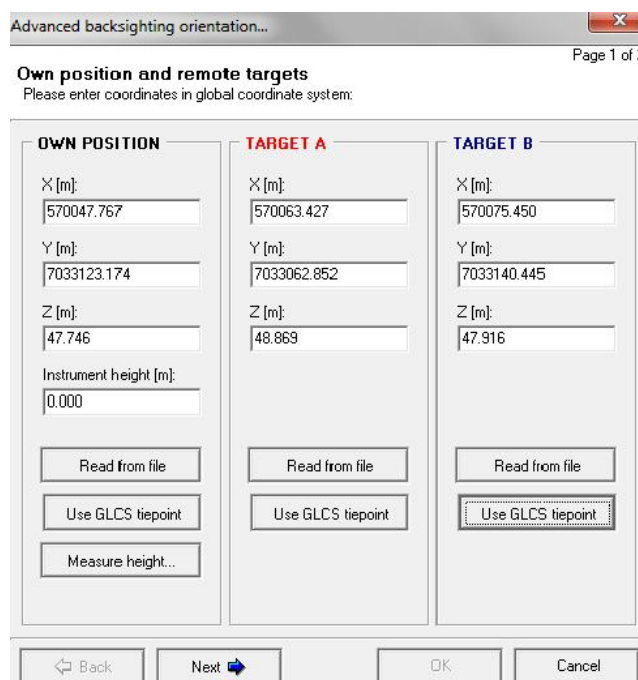 Advanced backsighting orientation...
Page 1 of
Own position and remote targets
Please enter coordinates in global coordinate system:
OWN POSITION
X [m]:
570047.767
Y [m]:
7033123.174
Z [m]:
47.746
Instrument height [m]:
0.000
Read from file
Use GLCS tiepoint
Measure height...
TARGET A
X [m]:
570063.427
Y [m]:
7033062.852
Z [m]:
48.869
Read from file
Use GLCS tiepoint
TARGET B
X [m]:
570075.450
Y [m]:
7033140.445
Z [m]:
47.916
Read from file
Use GLCS tiepoint
Back
Next
OK
Cancel